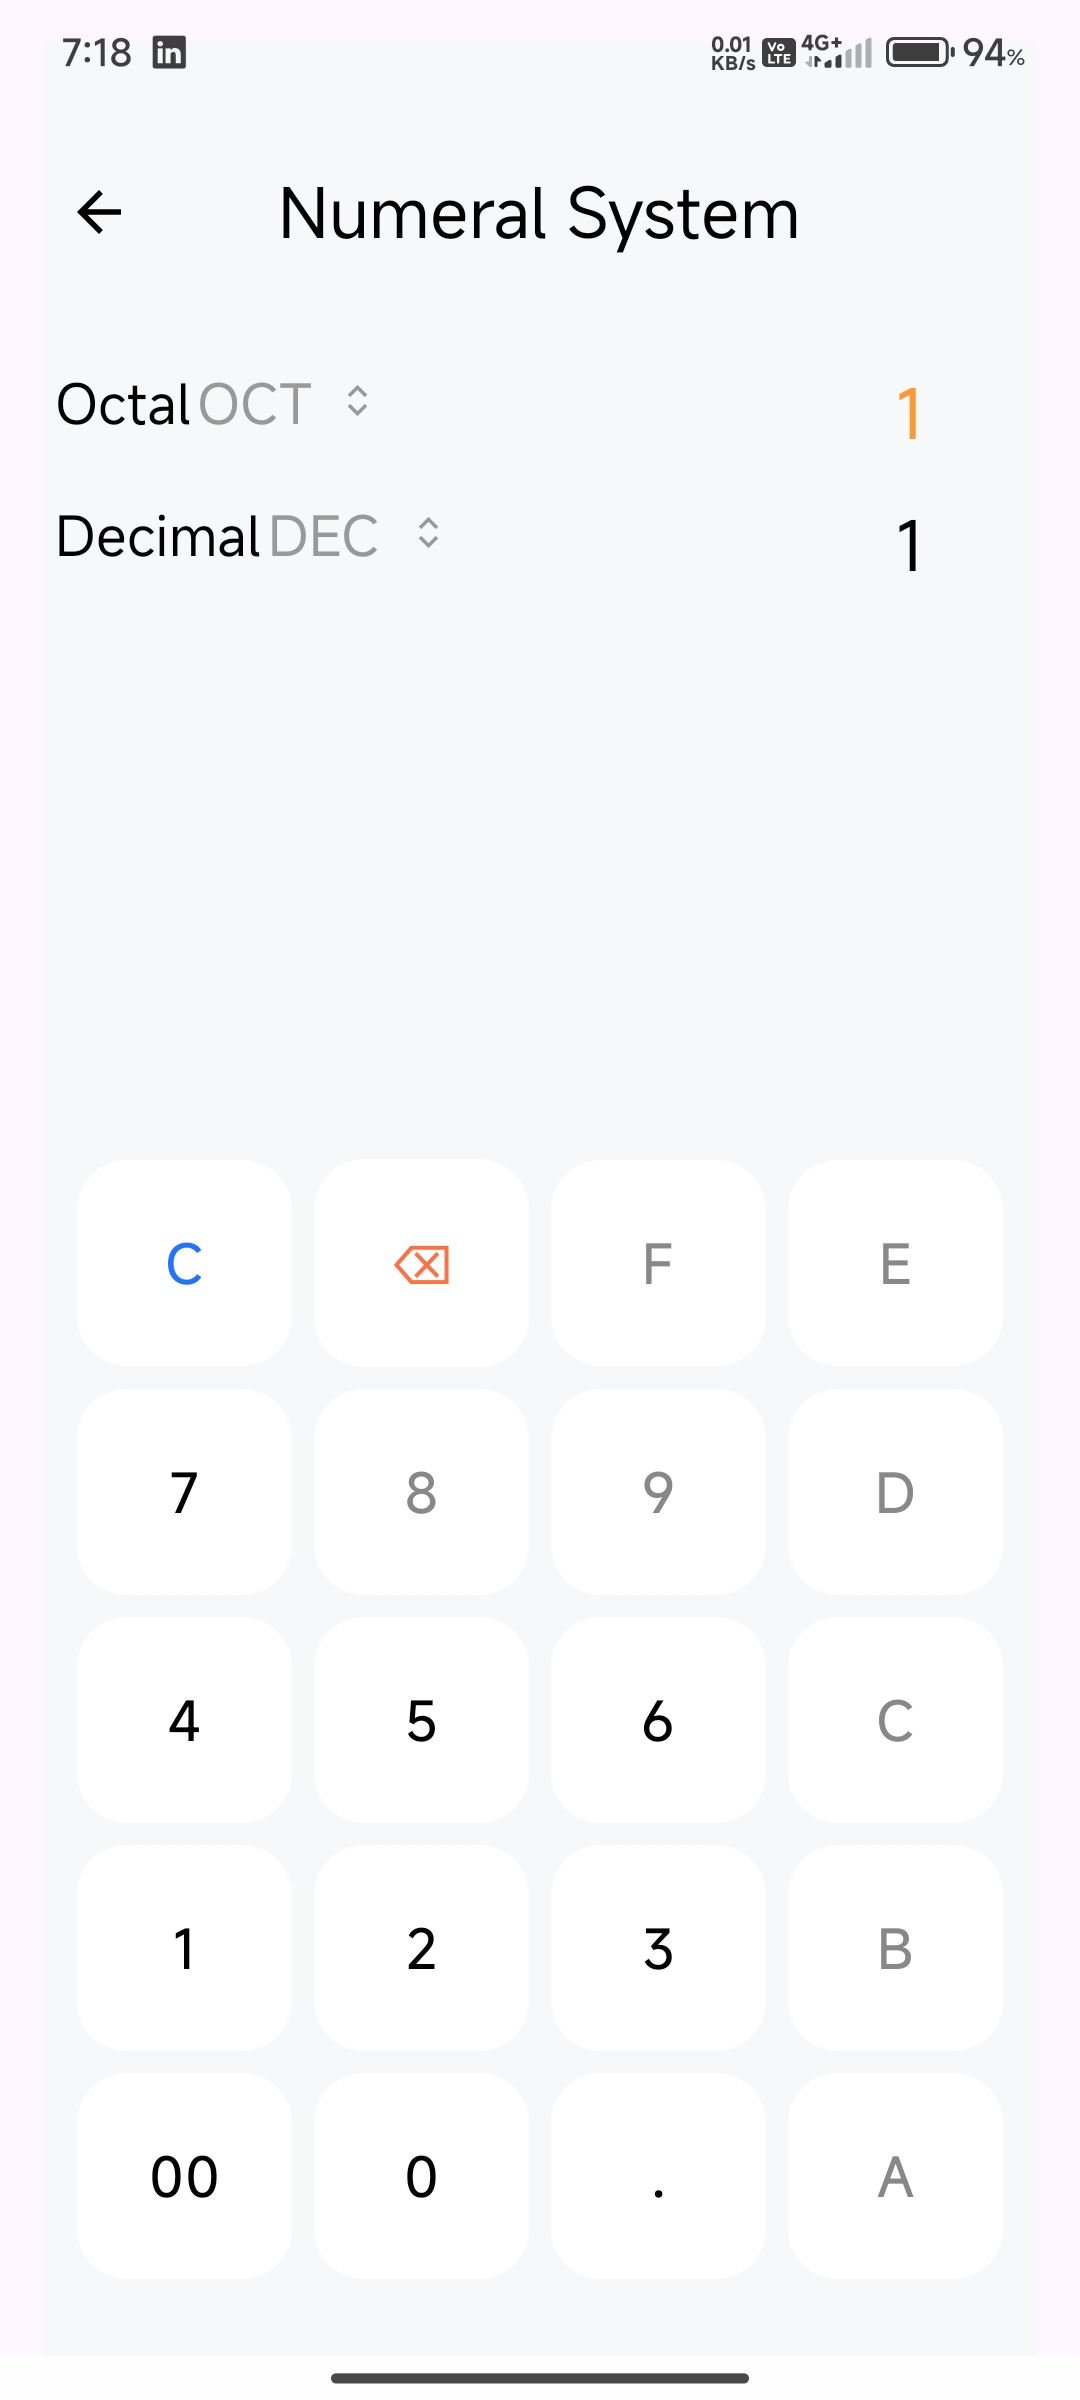 7:18 in 0.01 KB/s Vo LTE 4G+ 94%
Numeral System
Octal OCT 1
Decimal DEC 1
C F E
7 8 9 D
4 5 6 C
1 2 3 B
00 0 . A